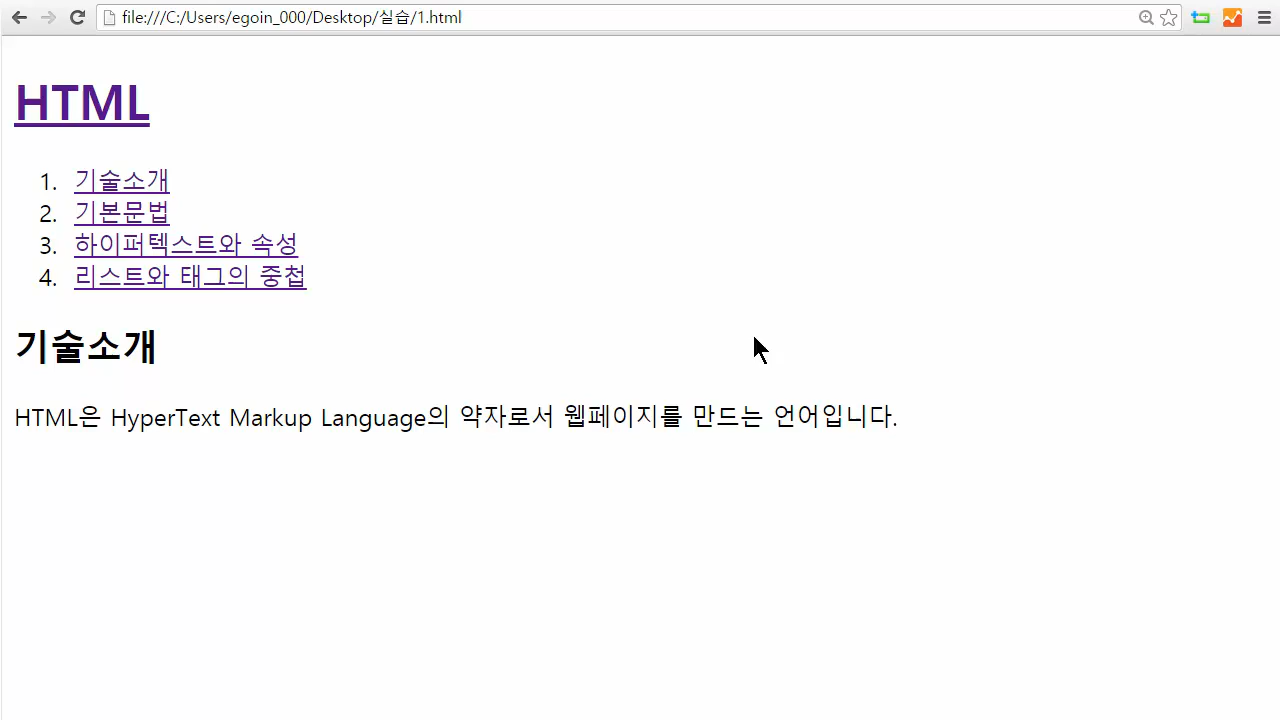 file:///C:/Users/egoin_000/Desktop/실습/1.html
HTML
1. 기술소개
2. 기본문법
3. 하이퍼텍스트와 속성
4. 리스트와 태그의 중첩
기술소개
HTML은 HyperText Markup Language의 약자로서 웹페이지를 만드는 언어입니다.